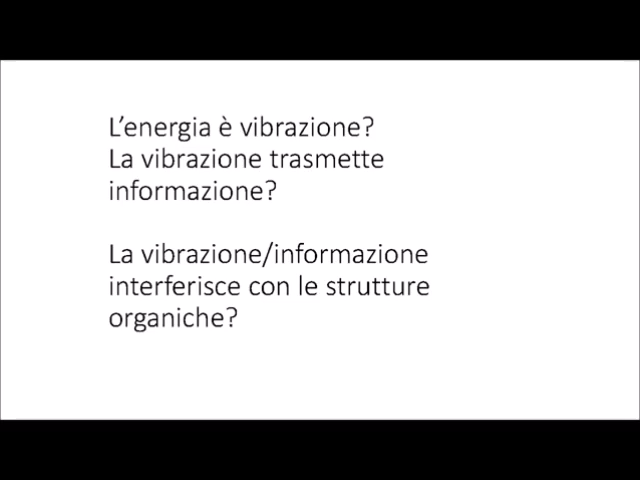 L’energia è vibrazione?
La vibrazione trasmette
informazione?
La vibrazione/informazione
interferisce con le strutture
organiche?